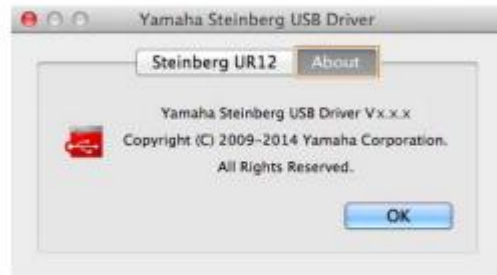 Yamaha Steinberg USB Driver
Steinberg UR12 About
Yamaha Steinberg USB Driver Vx.x.x
Copyright (C) 2009-2014 Yamaha Corporation.
All Rights Reserved.
OK